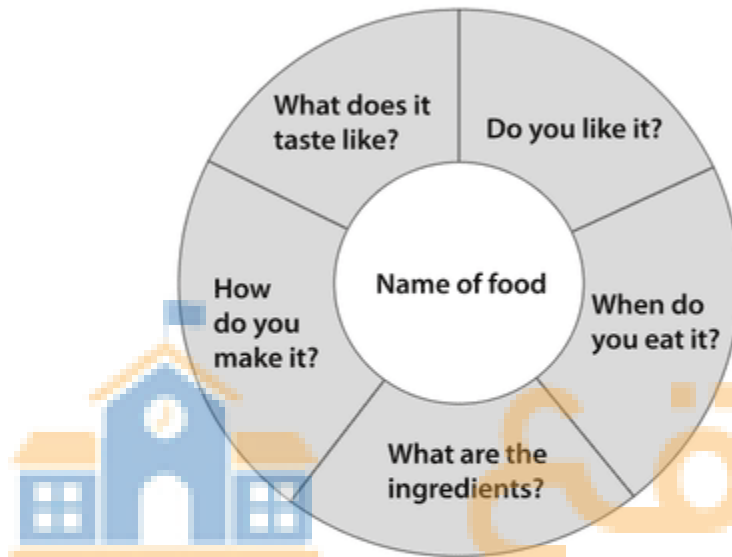 What does it
taste like?
Do you like it?
Name of food
How
do you
make it?
When do
you eat it?
What are the
ingredients?